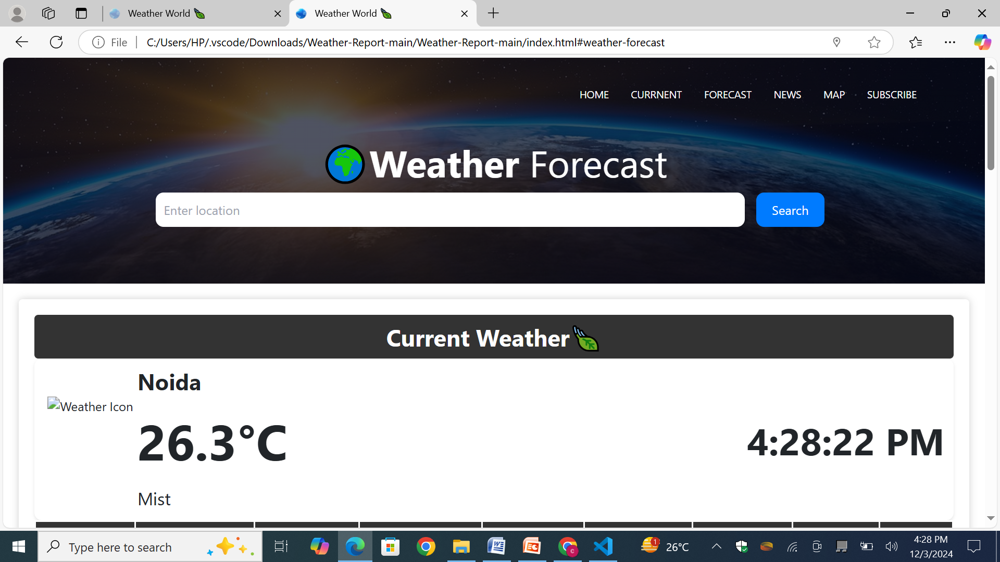 Weather World
Weather World
File
C:/Users/HP/.vscode/Downloads/Weather-Report-main/Weather-Report-main/index.html#weather-forecast
HOME CURRNENT FORECAST NEWS MAP SUBSCRIBE
Weather Forecast
Enter location
Search
Current Weather
Noida
Weather Icon
26.3°C
4:28:22 PM
Mist
Type here to search
1
26°C
4:28 PM
12/3/2024